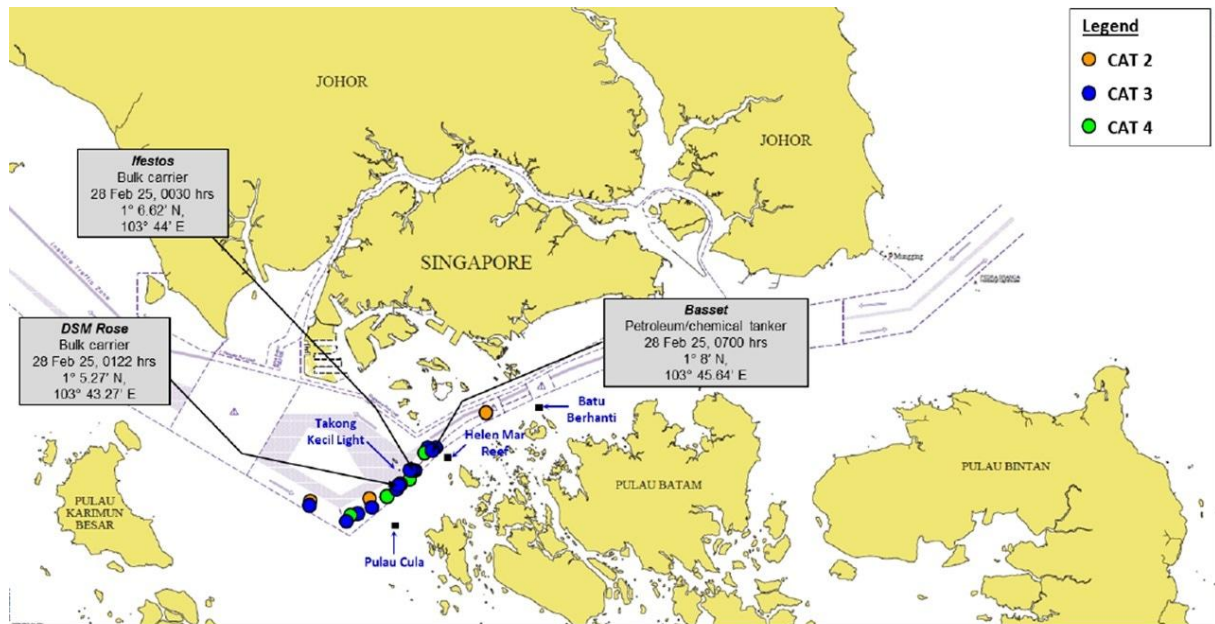 Legend
CAT 2
CAT 3
CAT 4
JOHOR
JOHOR
Ifestos
Bulk carrier
28 Feb 25, 0030 hrs
1° 6.62' N,
103° 44' E
SINGAPORE
Inshore Traffic Zone
DSM Rose
Bulk carrier
28 Feb 25, 0122 hrs
1° 5.27' N,
103° 43.27' E
Basset
Petroleum/chemical tanker
28 Feb 25, 0700 hrs
1° 8' N,
103° 45.64' E
Takong
Kecil Light
Batu
Berhanti
Helen Mar
Reef
PULAU
KARIMUN
BESAR
PULAU BATAM
PULAU BINTAN
Pulau Cula